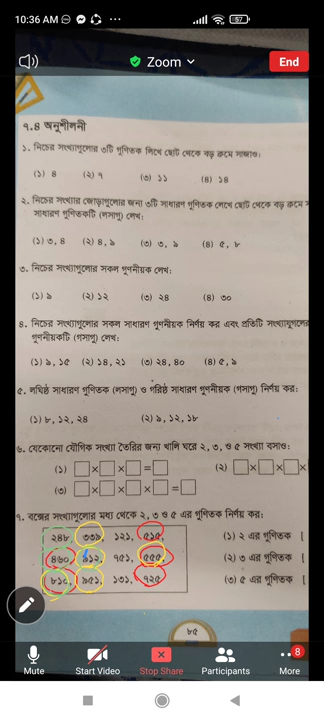 10:36 AM
57
Zoom
End
৭.৪ অনুশীলনী
১. নিচের সংখ্যাগুলোর ৩টি গুণিতক লিখে ছোট থেকে বড় ক্রমে সাজাও:
(১) ৪ (২) ৭ (৩) ১১ (৪) ১৪
২. নিচের সংখ্যার জোড়াগুলোর জন্য ৩টি সাধারণ গুণিতক লেখে ছোট থেকে বড় ক্রমে
সাধারণ গুণিতকটি (লসাগু) লেখ:
(১) ৩, ৪ (২) ৪, ৯ (৩) ৩, ৯ (৪) ৫, ৮
৩. নিচের সংখ্যাগুলোর সকল গুণনীয়ক লেখ:
(১) ৯ (২) ১২ (৩) ২৪ (৪) ৩০
৪. নিচের সংখ্যাগুলোর সকল সাধারণ গুণনীয়ক নির্ণয় কর এবং প্রতিটি সংখ্যাযুগলের
গুণনীয়কটি (গসাগু) লেখ:
(১) ৯, ১৫ (২) ১৪, ২১ (৩) ২৪, ৪০ (৪) ৫, ৯
৫. লঘিষ্ঠ সাধারণ গুণিতক (লসাগু) ও গরিষ্ঠ সাধারণ গুণনীয়ক (গসাগু) নির্ণয় কর:
(১) ৮, ১২, ২৪ (২) ৯, ১২, ১৮
৬. যেকোনো যৌগিক সংখ্যা তৈরির জন্য খালি ঘরে ২, ৩, ও ৫ সংখ্যা বসাও:
(১) □×□×□=□ (২) □×□×□×
(৩) □×□×□×□=□
৭. বক্সের সংখ্যাগুলোর মধ্য থেকে ২, ৩ ও ৫ এর গুণিতক নির্ণয় কর:
২৪৮, ৩৩৯, ১২১, ৫১৫ (১) ২ এর গুণিতক [
৪৬০, ৪১২, ৭৫১, ৫৫৫, (২) ৩ এর গুণিতক [
৮১০, ৯৫১, ১৩১, ৭২৫ (৩) ৫ এর গুণিতক [
৮৫
8
Mute Start Video Stop Share Participants More